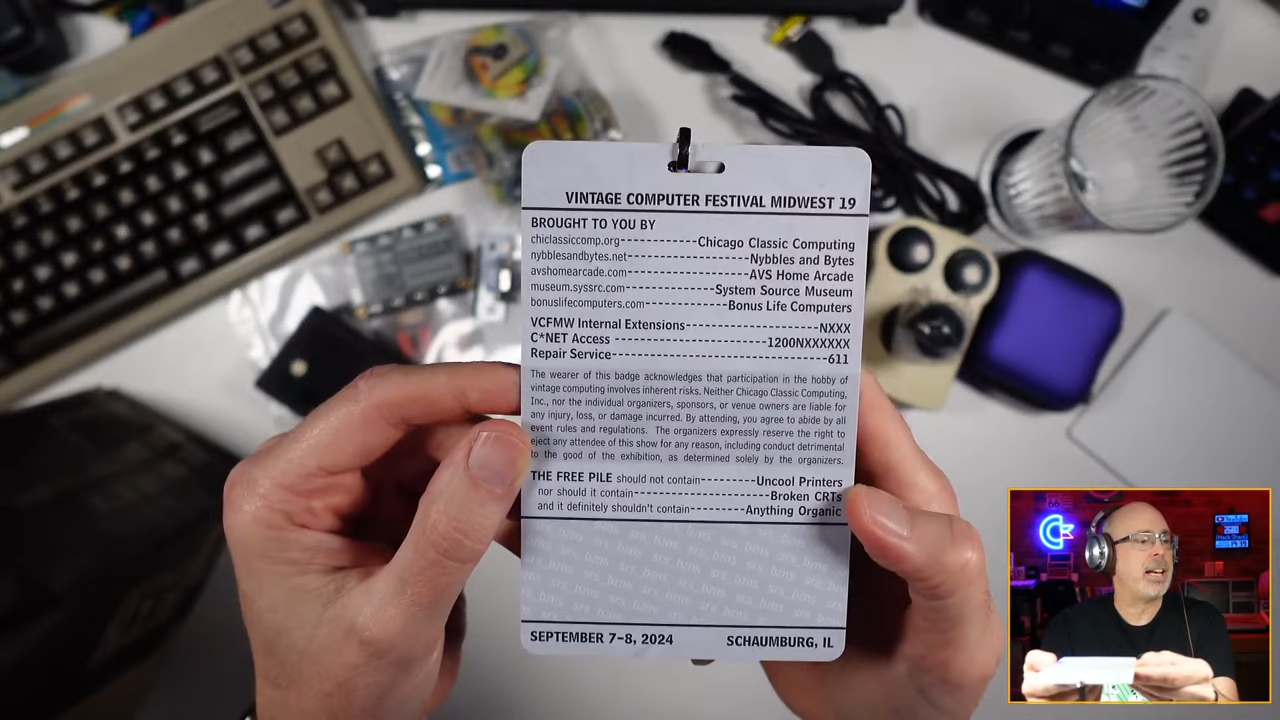 VINTAGE COMPUTER FESTIVAL MIDWEST 19
BROUGHT TO YOU BY
chiclassiccomp.org----------Chicago Classic Computing
nybblesandbytes.net----------------Nybbles and Bytes
avshomearcade.com----------------AVS Home Arcade
museum.syssrc.com-----------System Source Museum
bonuslifecomputers.com------------Bonus Life Computers
VCFMW Internal Extensions-------------------NXXX
C*NET Access ----------------------1200NXXXXXX
Repair Service-------------------------------611
The wearer of this badge acknowledges that participation in the hobby of
vintage computing involves inherent risks. Neither Chicago Classic Computing,
Inc., nor the individual organizers, sponsors, or venue owners are liable for
any injury, loss, or damage incurred. By attending, you agree to abide by all
event rules and regulations. The organizers expressly reserve the right to
eject any attendee of this show for any reason, including conduct detrimental
to the good of the exhibition, as determined solely by the organizers.
THE FREE PILE should not contain--------Uncool Printers
nor should it contain-----------------Broken CRTs
and it definitely shouldn't contain--------Anything Organic
srs_bzns srs_bzns srs_bzns
SEPTEMBER 7-8, 2024 SCHAUMBURG, IL
YouTube